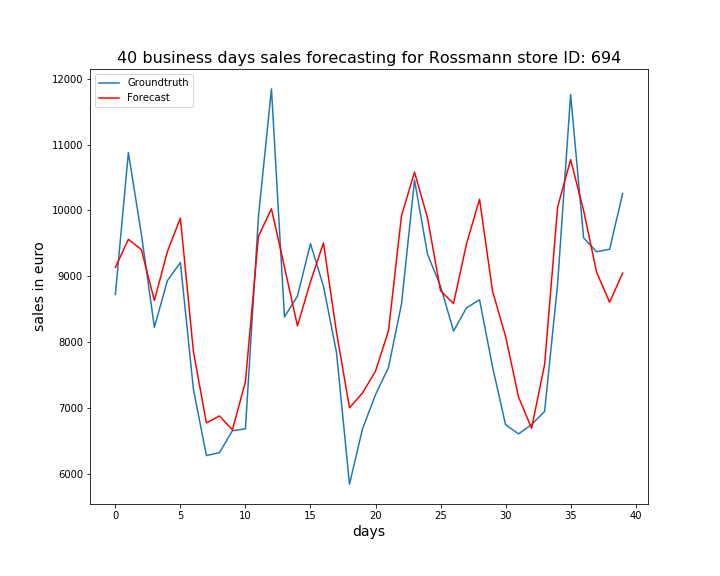 40 business days sales forecasting for Rossmann store ID: 694
Groundtruth
Forecast
12000
11000
10000
9000
8000
7000
6000
sales in euro
0 5 10 15 20 25 30 35 40
days